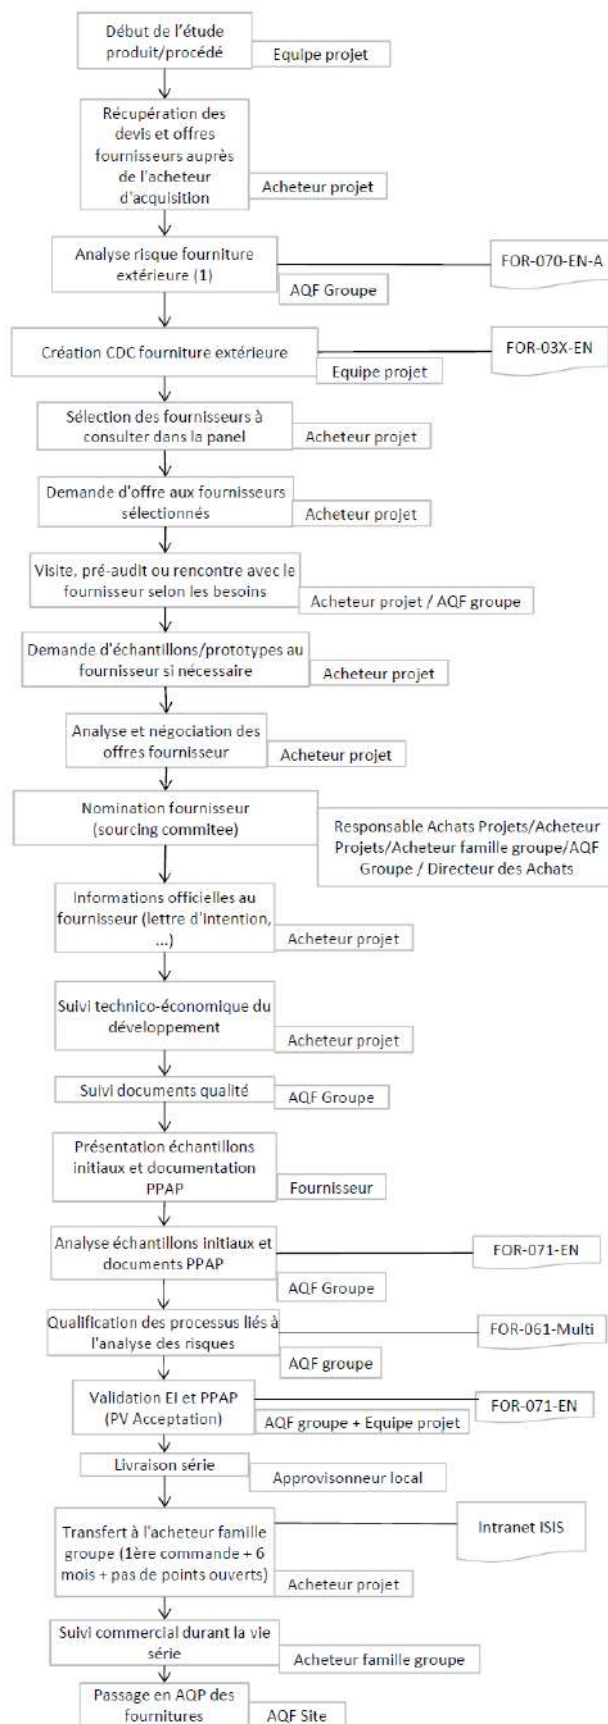 Début de l'étude
produit/procédé
Equipe projet
Récupération des
devis et offres
fournisseurs auprès
de l'acheteur
d'acquisition
Acheteur projet
Analyse risque fourniture
extérieure (1)
AQF Groupe
FOR-070-EN-A
Création CDC fourniture extérieure
Equipe projet
FOR-03X-EN
Sélection des fournisseurs à
consulter dans la panel
Acheteur projet
Demande d'offre aux fournisseurs
sélectionnés
Acheteur projet
Visite, pré-audit ou rencontre avec le
fournisseur selon les besoins
Acheteur projet / AQF groupe
Demande d'échantillons/prototypes au
fournisseur si nécessaire
Acheteur projet
Analyse et négociation des
offres fournisseur
Acheteur projet
Nomination fournisseur
(sourcing commitee)
Responsable Achats Projets/Acheteur
Projets/Acheteur famille groupe/AQF
Groupe / Directeur des Achats
Informations officielles au
fournisseur (lettre d'intention,
...)
Acheteur projet
Suivi technico-économique du
développement
Acheteur projet
Suivi documents qualité
AQF Groupe
Présentation échantillons
initiaux et documentation
PPAP
Fournisseur
Analyse échantillons initiaux et
documents PPAP
AQF Groupe
FOR-071-EN
Qualification des processus liés à
l'analyse des risques
AQF groupe
FOR-061-Multi
Validation EI et PPAP
(PV Acceptation)
AQF groupe + Equipe projet
FOR-071-EN
Livraison série
Approvisonneur local
Transfert à l'acheteur famille
groupe (1ère commande + 6
mois + pas de points ouverts)
Acheteur projet
Intranet ISIS
Suivi commercial durant la vie
série
Acheteur famille groupe
Passage en AQP des
fournitures
AQF Site